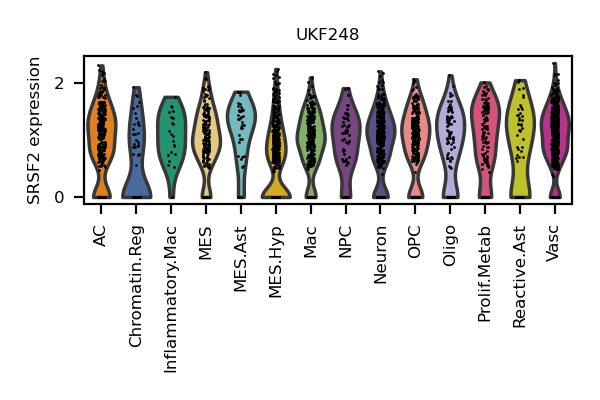 UKF248
SRSF2 expression
2
0
AC
Chromatin.Reg
Inflammatory.Mac
MES
MES.Ast
MES.Hyp
Mac
NPC
Neuron
OPC
Oligo
Prolif.Metab
Reactive.Ast
Vasc